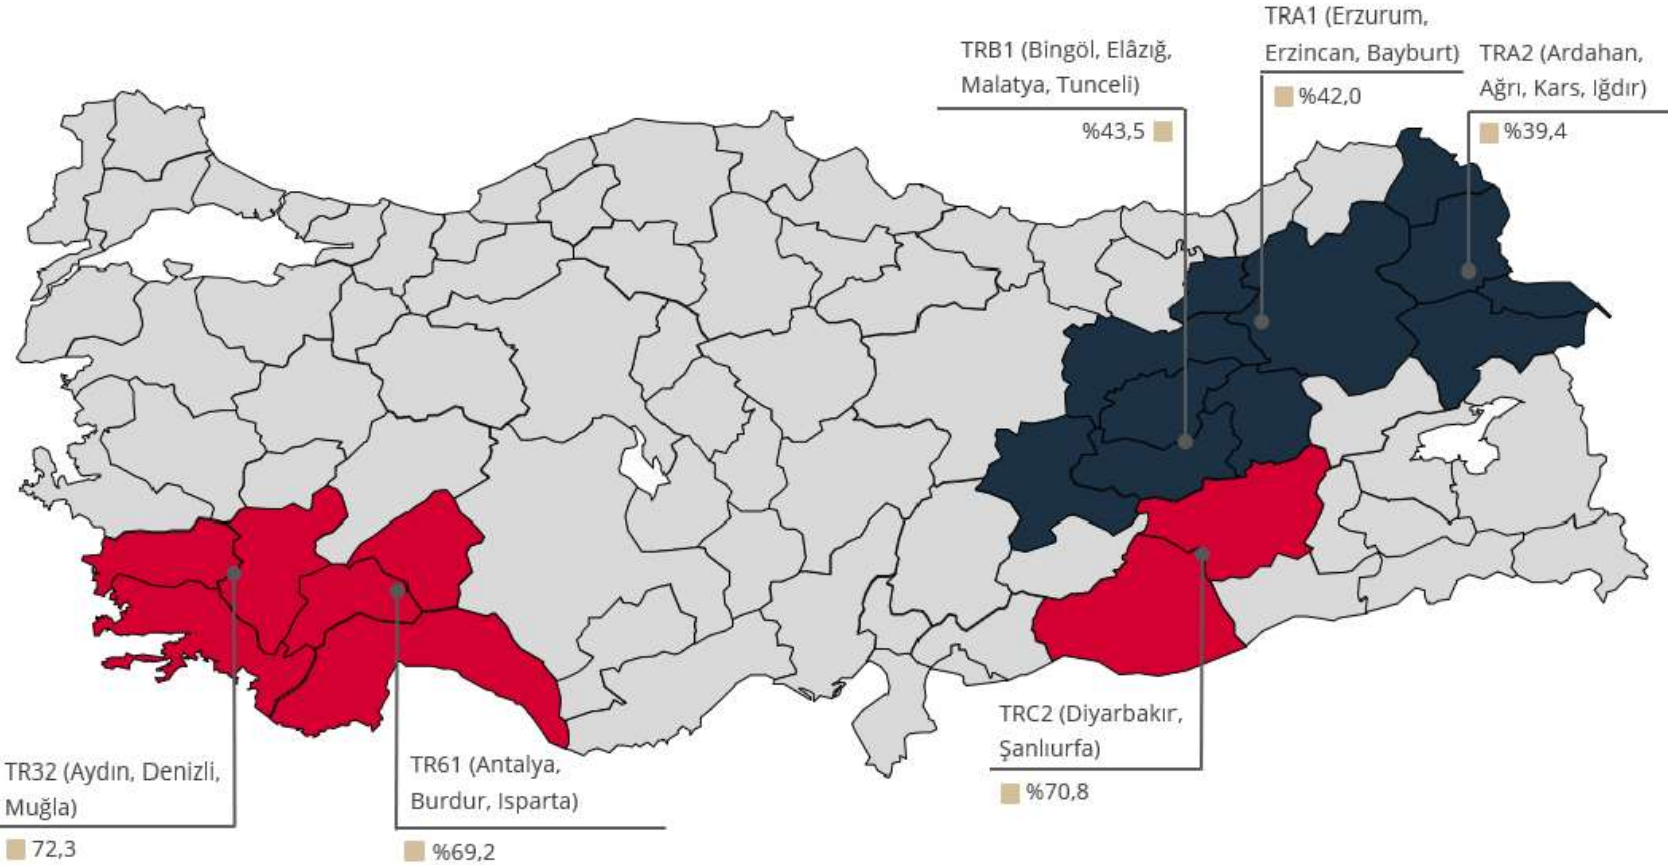 TRA1 (Erzurum,
Erzincan, Bayburt)
%42,0
TRB1 (Bingöl, Elâzığ,
Malatya, Tunceli)
%43,5
TRA2 (Ardahan,
Ağrı, Kars, Iğdır)
%39,4
TRC2 (Diyarbakır,
Şanlıurfa)
%70,8
TR32 (Aydın, Denizli,
Muğla)
72,3
TR61 (Antalya,
Burdur, Isparta)
%69,2